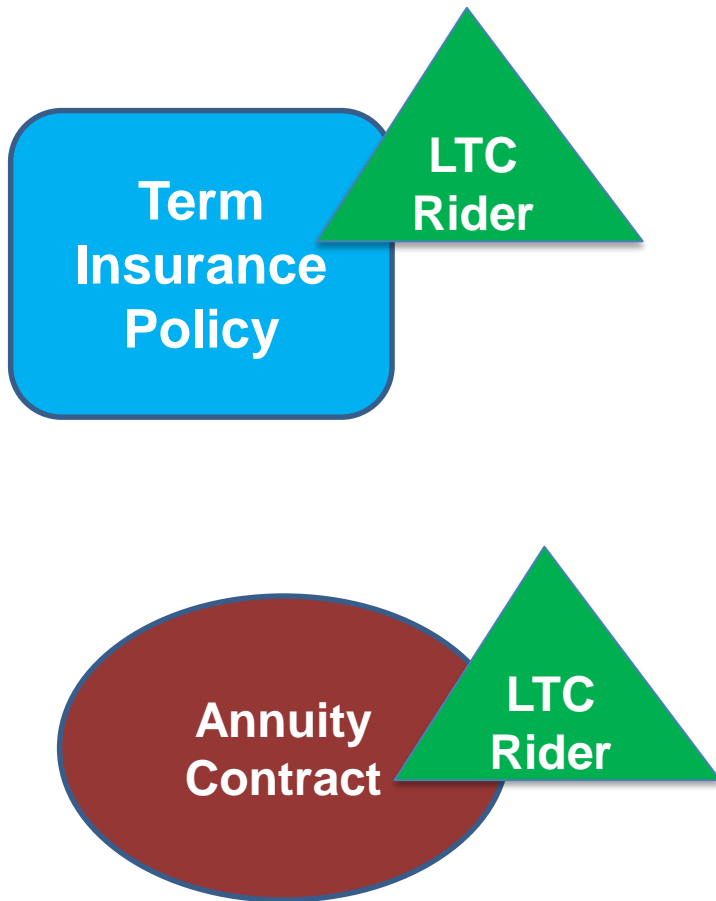 LTC
Rider
Term
Insurance
Policy
LTC
Rider
Annuity
Contract